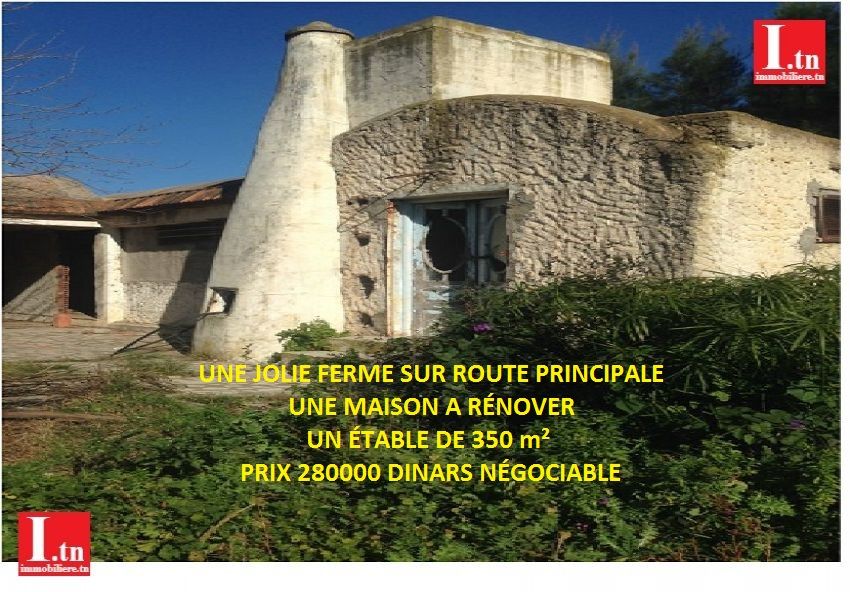 I.tn
immobiliere.tn
UNE JOLIE FERME SUR ROUTE PRINCIPALE
UNE MAISON A RÉNOVER
UN ÉTABLE DE 350 m²
PRIX 280000 DINARS NÉGOCIABLE
I.tn
immobiliere.tn